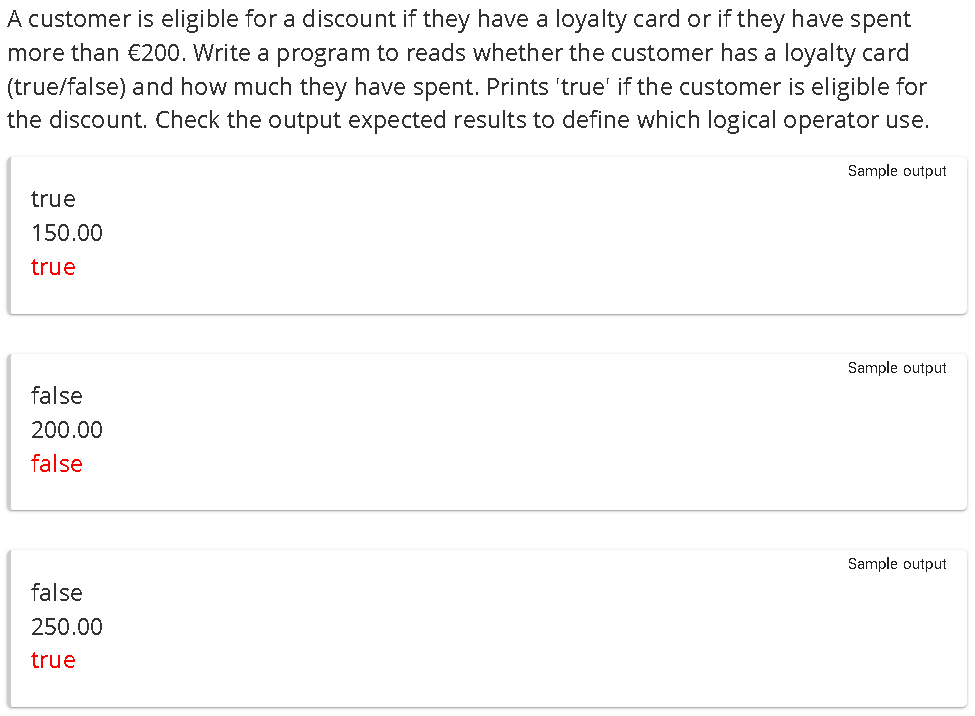 A customer is eligible for a discount if they have a loyalty card or if they have spent
more than €200. Write a program to reads whether the customer has a loyalty card
(true/false) and how much they have spent. Prints 'true' if the customer is eligible for
the discount. Check the output expected results to define which logical operator use.
Sample output
true
150.00
true
Sample output
false
200.00
false
Sample output
false
250.00
true